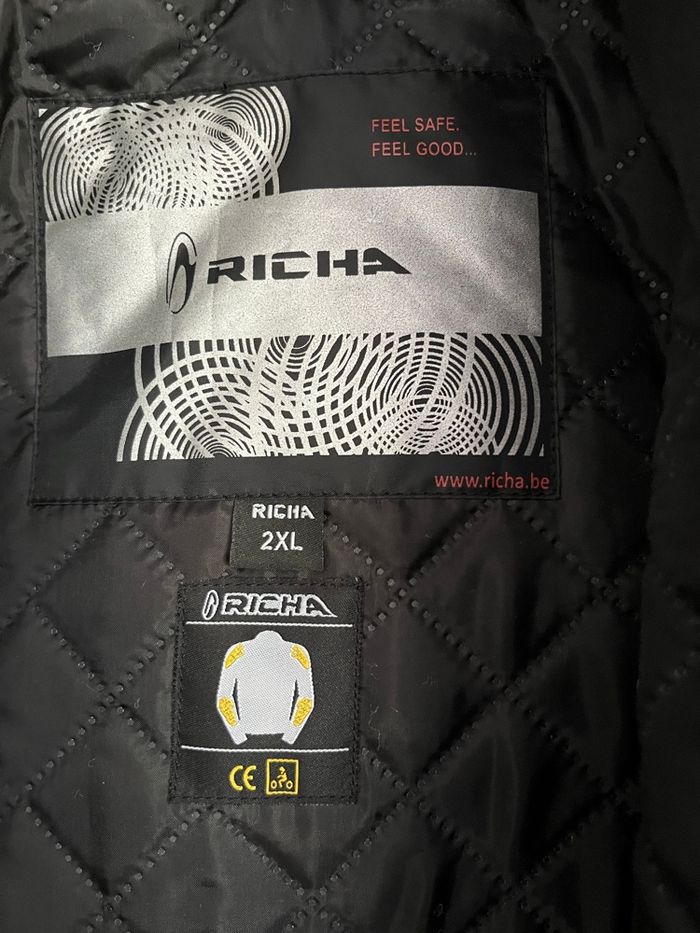 FEEL SAFE.
FEEL GOOD...
RICHA
www.richa.be
RICHA
2XL
RICHA
CE